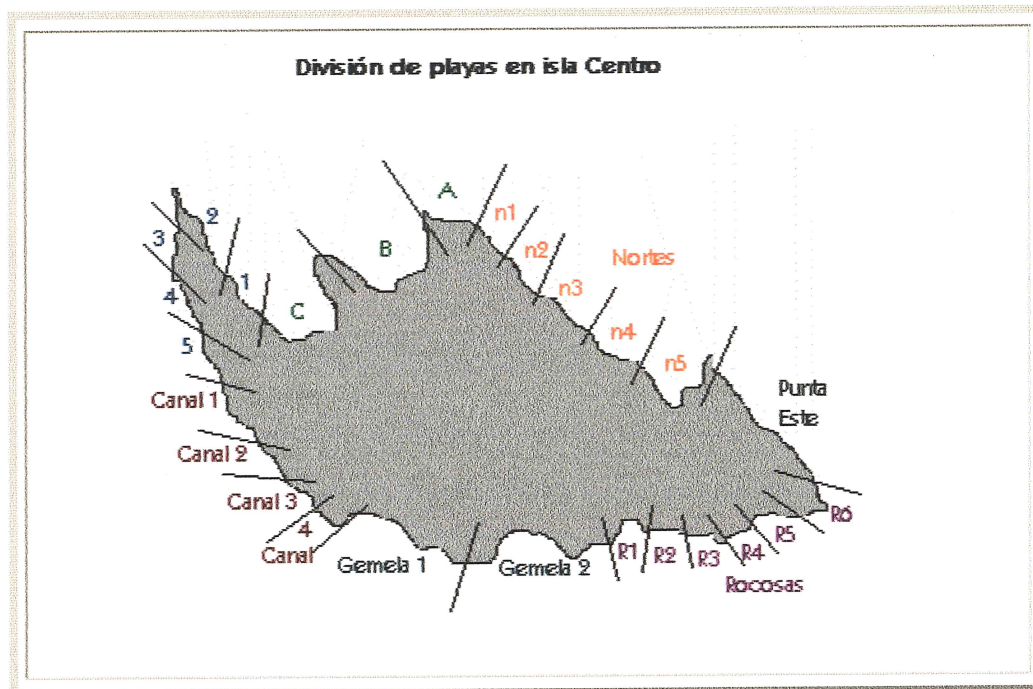 División de playas en isla Centro
A
n1
2
B
n2
3
Nortes
1
n3
4
C
n4
5
n5
Canal 1
Punta
Este
Canal 2
Canal 3
4
Canal
Gemela 1
Gemela 2
R1
R2
R3
R4
R5
R6
Rocosas